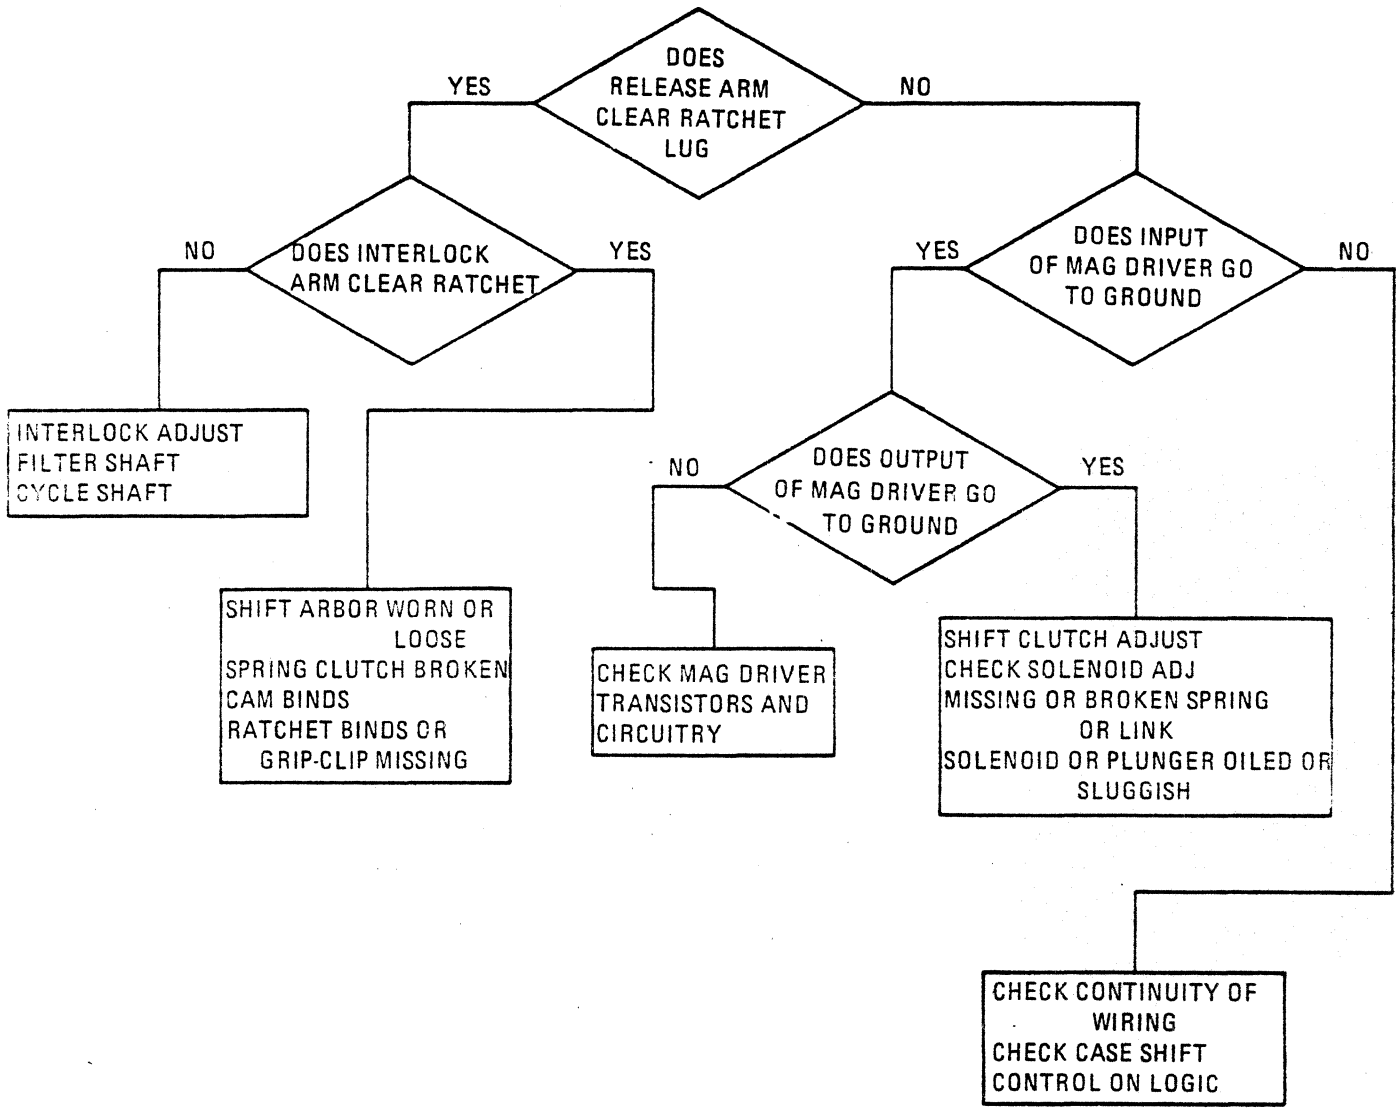 DOES
RELEASE ARM
CLEAR RATCHET
LUG
YES
NO
DOES INTERLOCK
ARM CLEAR RATCHET
NO
YES
DOES INPUT
OF MAG DRIVER GO
TO GROUND
YES
NO
INTERLOCK ADJUST
FILTER SHAFT
CYCLE SHAFT
DOES OUTPUT
OF MAG DRIVER GO
TO GROUND
NO
YES
SHIFT ARBOR WORN OR
LOOSE
SPRING CLUTCH BROKEN
CAM BINDS
RATCHET BINDS OR
GRIP-CLIP MISSING
CHECK MAG DRIVER
TRANSISTORS AND
CIRCUITRY
SHIFT CLUTCH ADJUST
CHECK SOLENOID ADJ
MISSING OR BROKEN SPRING
OR LINK
SOLENOID OR PLUNGER OILED OR
SLUGGISH
CHECK CONTINUITY OF
WIRING
CHECK CASE SHIFT
CONTROL ON LOGIC